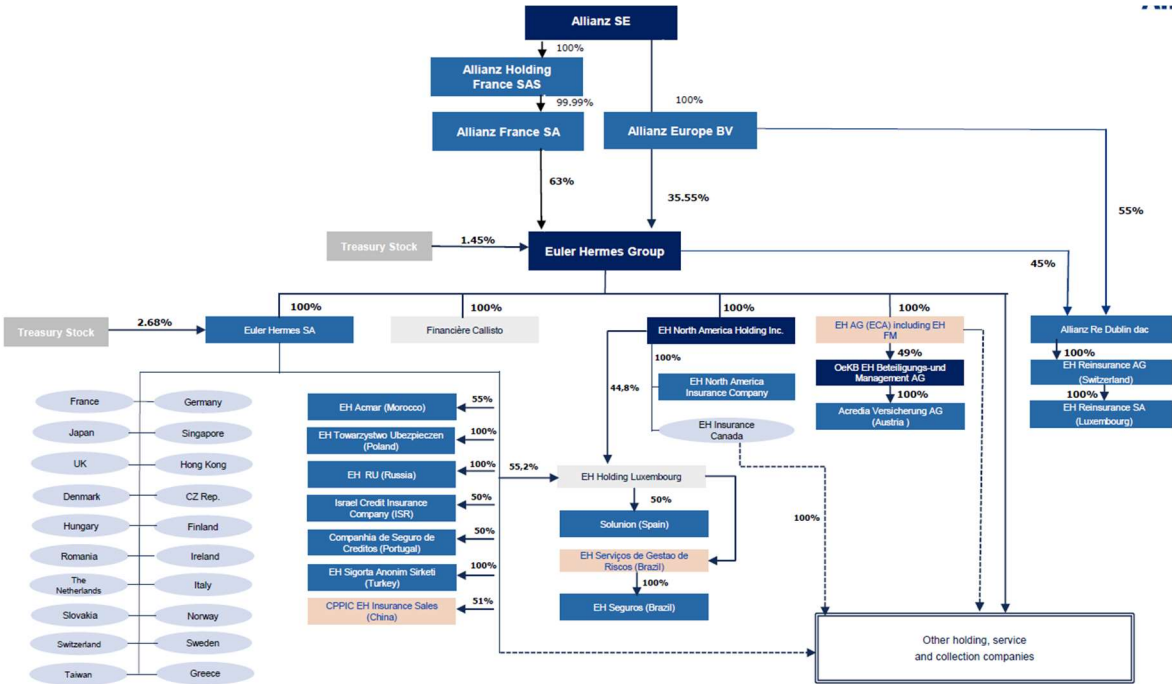 Allianz SE
100%
Allianz Holding
France SAS
99.99%
100%
Allianz France SA
Allianz Europe BV
63%
35.55%
55%
Treasury Stock
1.45%
Euler Hermes Group
45%
100%
100%
100%
100%
Treasury Stock
2.68%
Euler Hermes SA
Financière Callisto
EH North America Holding Inc.
EH AG (ECA) including EH
FM
Allianz Re Dublin dac
100%
49%
100%
44,8%
EH North America
Insurance Company
OeKB EH Beteiligungs-und
Management AG
EH Reinsurance AG
(Switzerland)
100%
100%
EH Insurance
Canada
Acredia Versicherung AG
(Austria )
EH Reinsurance SA
(Luxembourg)
France
Germany
Japan
Singapore
UK
Hong Kong
Denmark
CZ Rep.
Hungary
Finland
Romania
Ireland
The
Netherlands
Italy
Slovakia
Norway
Switzerland
Sweden
Taiwan
Greece
EH Acmar (Morocco)
55%
EH Towarzystwo Ubezpieczen
(Poland)
100%
EH RU (Russia)
100%
Israel Credit Insurance
Company (ISR)
50%
Companhia de Seguro de
Creditos (Portugal)
50%
EH Sigorta Anonim Sirketi
(Turkey)
100%
CPPIC EH Insurance Sales
(China)
51%
55,2%
EH Holding Luxembourg
50%
Solunion (Spain)
EH Serviços de Gestao de
Riscos (Brazil)
100%
EH Seguros (Brazil)
100%
Other holding, service
and collection companies